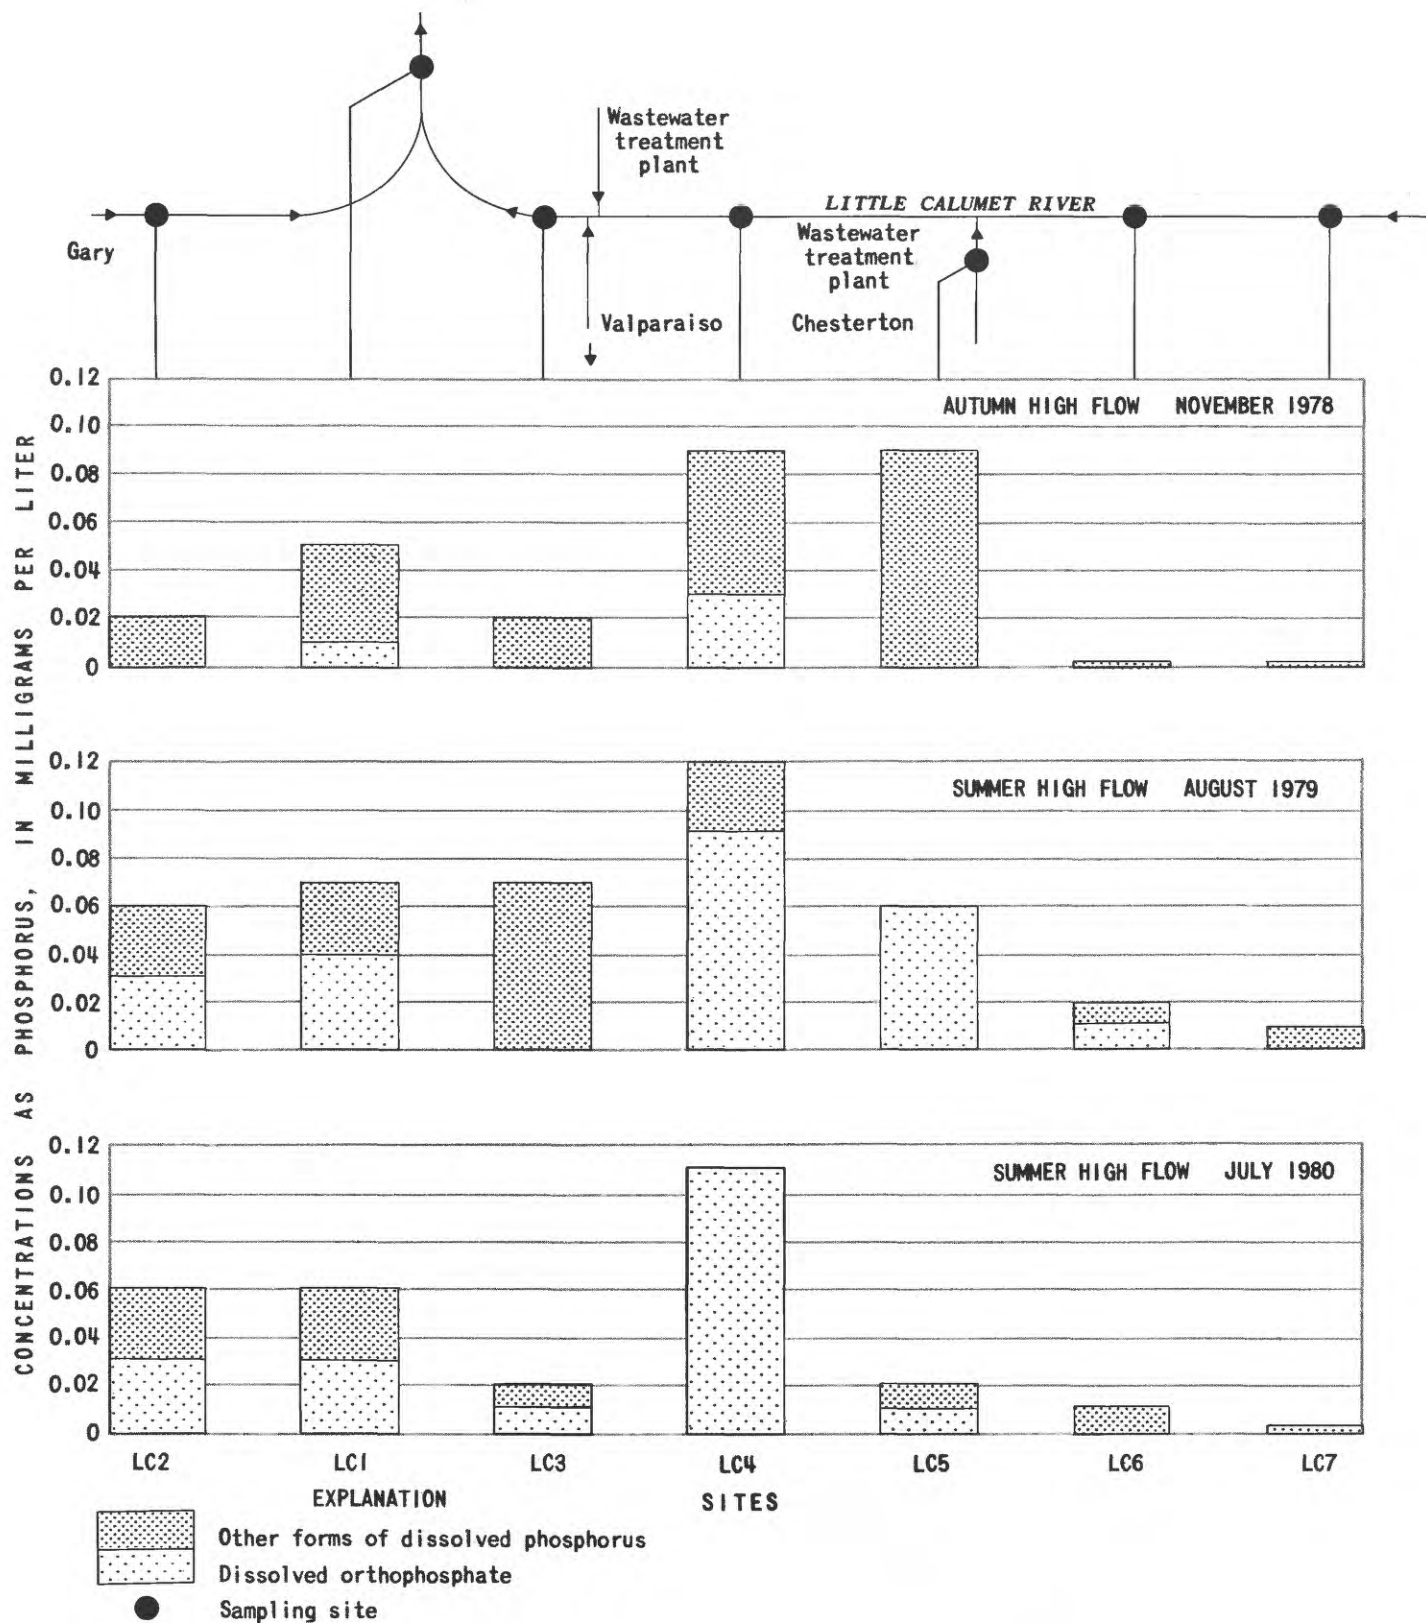 Wastewater
treatment
plant
LITTLE CALUMET RIVER
Gary
Wastewater
treatment
plant
Valparaiso
Chesterton
CONCENTRATIONS AS PHOSPHORUS, IN MILLIGRAMS PER LITER
AUTUMN HIGH FLOW NOVEMBER 1978
0.12
0.10
0.08
0.06
0.04
0.02
0
SUMMER HIGH FLOW AUGUST 1979
0.12
0.10
0.08
0.06
0.04
0.02
0
SUMMER HIGH FLOW JULY 1980
0.12
0.10
0.08
0.06
0.04
0.02
0
LC2 LC1 LC3 LC4 LC5 LC6 LC7
SITES
EXPLANATION
Other forms of dissolved phosphorus
Dissolved orthophosphate
Sampling site